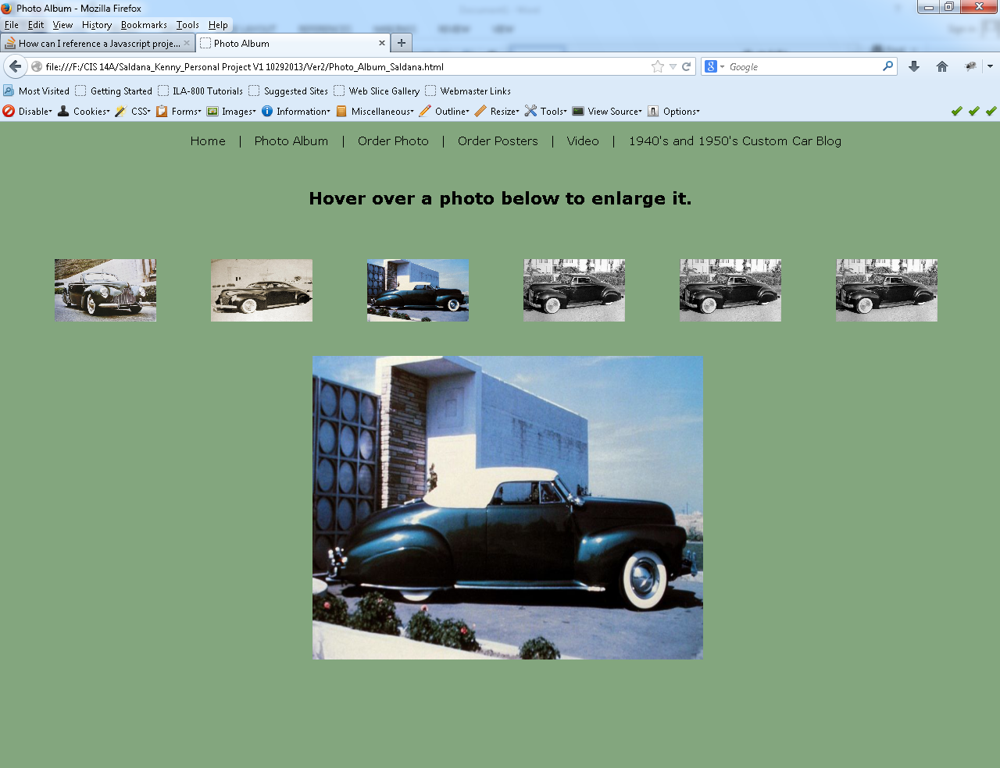 Photo Album - Mozilla Firefox
File Edit View History Bookmarks Tools Help
How can I reference a Javascript proje... Photo Album
file:///F:/CIS 14A/Saldana_Kenny_Personal Project V1 10292013/Ver2/Photo_Album_Saldana.html Google
Most Visited Getting Started ILA-800 Tutorials Suggested Sites Web Slice Gallery Webmaster Links
Disable Cookies CSS Forms Images Information Miscellaneous Outline Resize Tools View Source Options
Home | Photo Album | Order Photo | Order Posters | Video | 1940's and 1950's Custom Car Blog
Hover over a photo below to enlarge it.